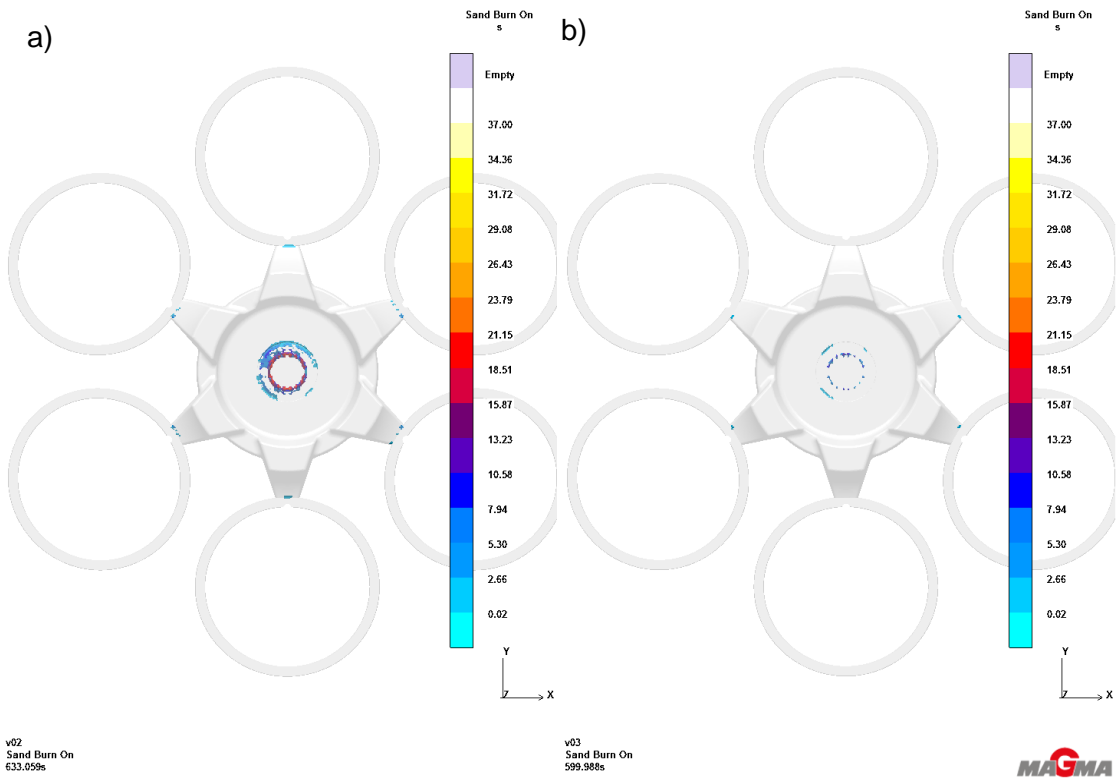 a)
Sand Burn On
s
Empty
37.00
34.36
31.72
29.08
26.43
23.79
21.15
18.51
15.87
13.23
10.58
7.94
5.30
2.66
0.02
Y
Z
X
v02
Sand Burn On
633.059s
b)
Sand Burn On
s
Empty
37.00
34.36
31.72
29.08
26.43
23.79
21.15
18.51
15.87
13.23
10.58
7.94
5.30
2.66
0.02
Y
Z
X
v03
Sand Burn On
599.988s
MAGMA